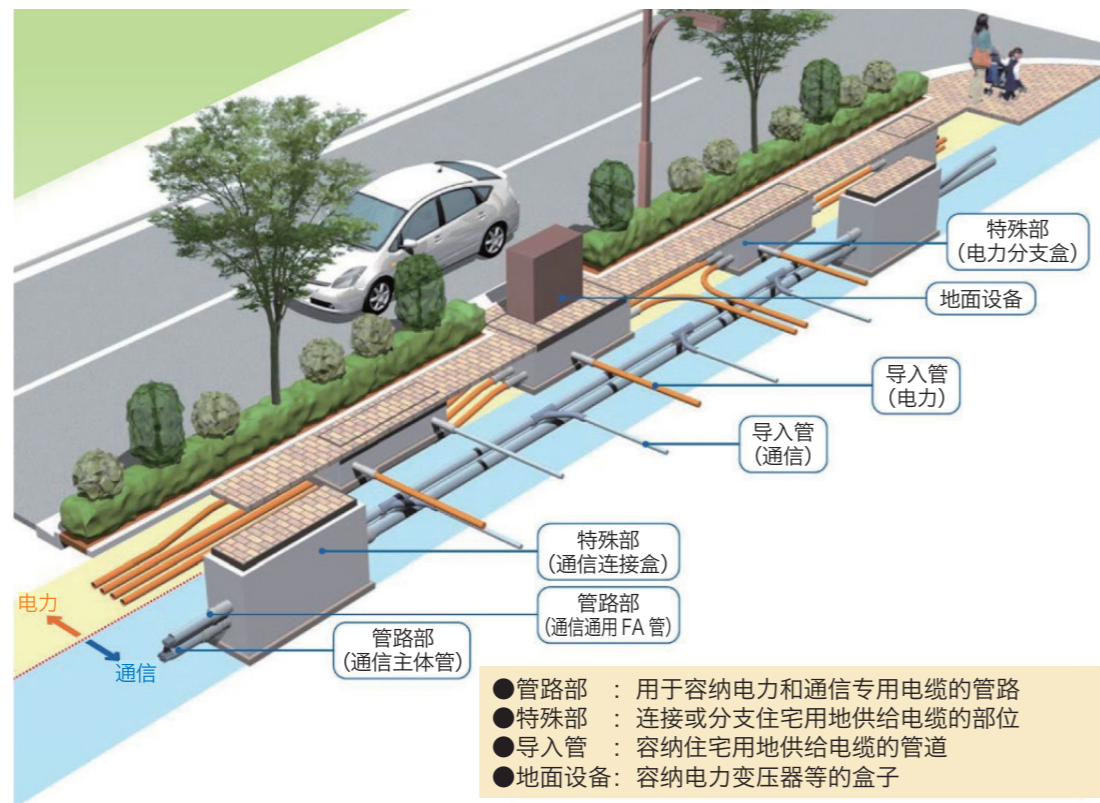 特殊部
（电力分支盒）
地面设备
导入管
（电力）
导入管
（通信）
特殊部
（通信连接盒）
管路部
（通信通用 FA 管）
管路部
（通信主体管）
电力
通信
●管路部　：用于容纳电力和通信专用电缆的管路
●特殊部　：连接或分支住宅用地供给电缆的部位
●导入管　：容纳住宅用地供给电缆的管道
●地面设备：容纳电力变压器等的盒子